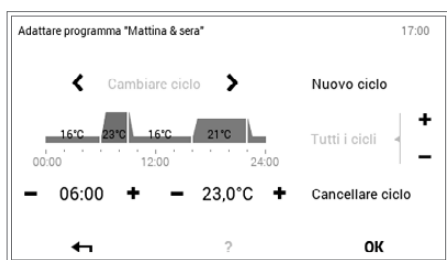 Adattare programma "Mattina & sera" 17:00
Cambiare ciclo Nuovo ciclo
16°C 23°C 16°C 21°C Tutti i cicli
00:00 12:00 24:00
− 06:00 + − 23,0°C + Cancellare ciclo
? OK